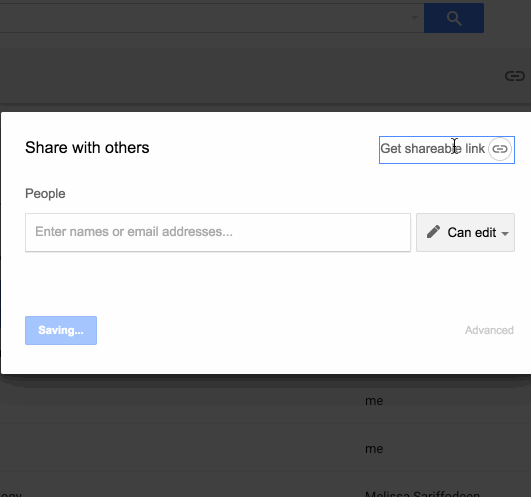 Share with others
Get shareable link
People
Enter names or email addresses...
Can edit
Saving...
Advanced
me
me
Melissa Sariffodeen